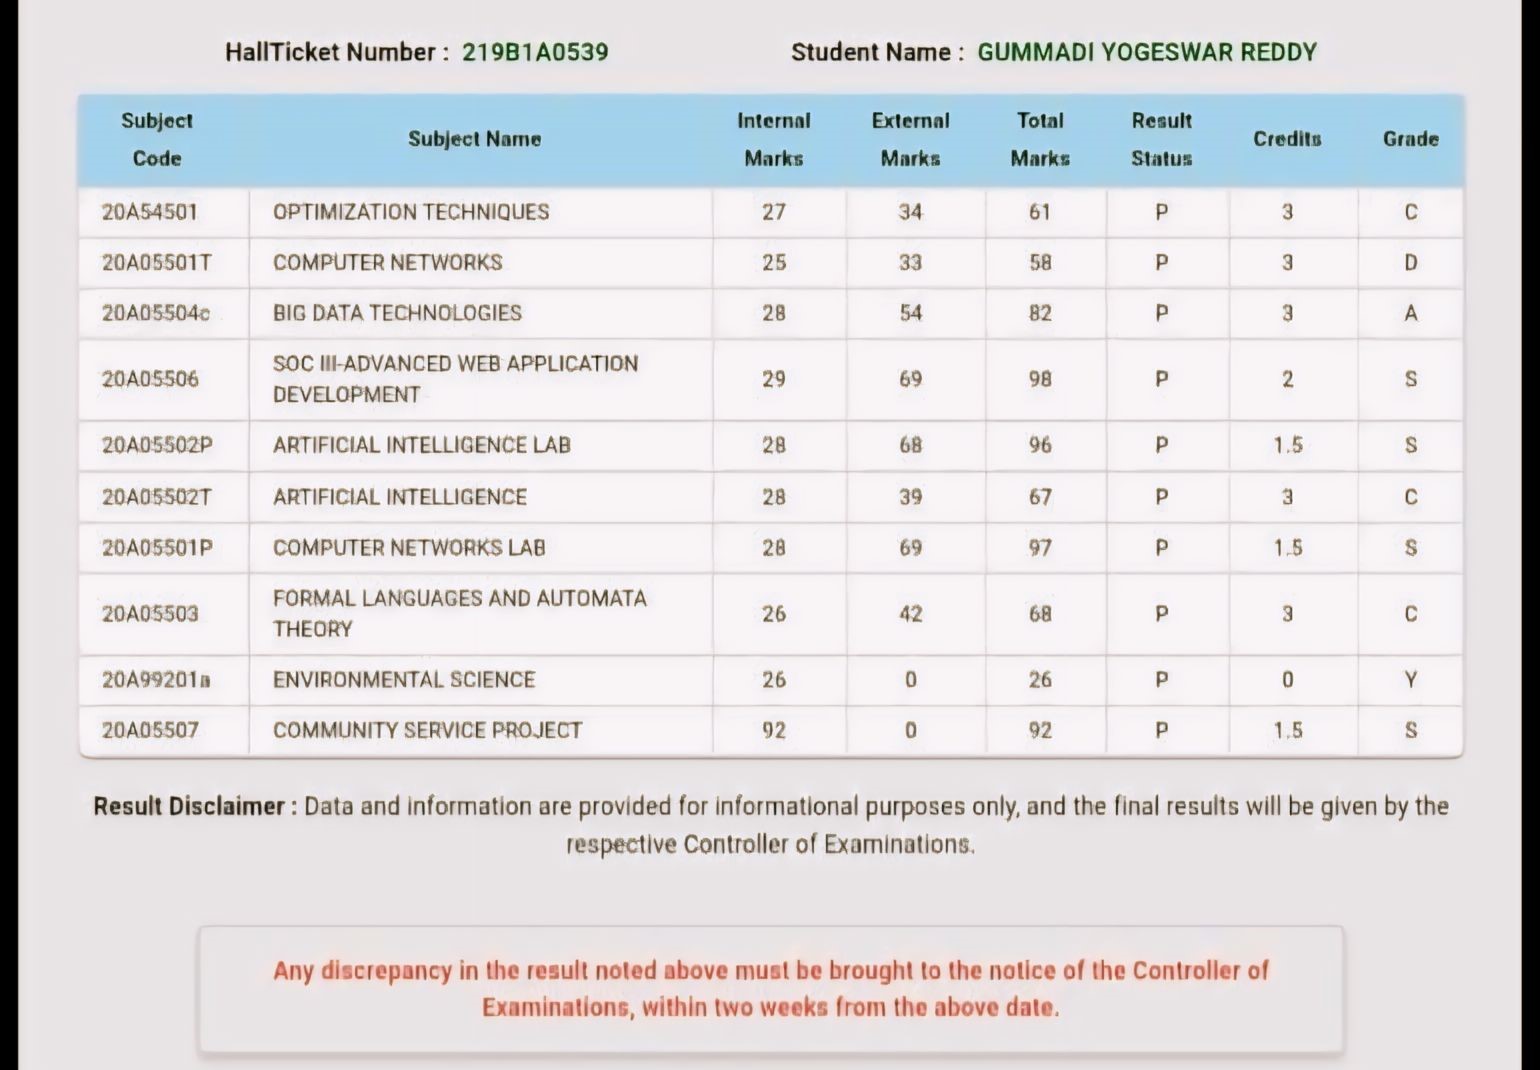 HallTicket Number : 219B1A0539 Student Name : GUMMADI YOGESWAR REDDY
Subject Code Subject Name Internal Marks External Marks Total Marks Result Status Credits Grade
20A54501 OPTIMIZATION TECHNIQUES 27 34 61 P 3 C
20A05501T COMPUTER NETWORKS 25 33 58 P 3 D
20A05504c BIG DATA TECHNOLOGIES 28 54 82 P 3 A
20A05506 SOC III-ADVANCED WEB APPLICATION DEVELOPMENT 29 69 98 P 2 S
20A05502P ARTIFICIAL INTELLIGENCE LAB 28 68 96 P 1.5 S
20A05502T ARTIFICIAL INTELLIGENCE 28 39 67 P 3 C
20A05501P COMPUTER NETWORKS LAB 28 69 97 P 1.5 S
20A05503 FORMAL LANGUAGES AND AUTOMATA THEORY 26 42 68 P 3 C
20A99201a ENVIRONMENTAL SCIENCE 26 0 26 P 0 Y
20A05507 COMMUNITY SERVICE PROJECT 92 0 92 P 1.5 S
Result Disclaimer : Data and information are provided for informational purposes only, and the final results will be given by the
respective Controller of Examinations.
Any discrepancy in the result noted above must be brought to the notice of the Controller of
Examinations, within two weeks from the above date.